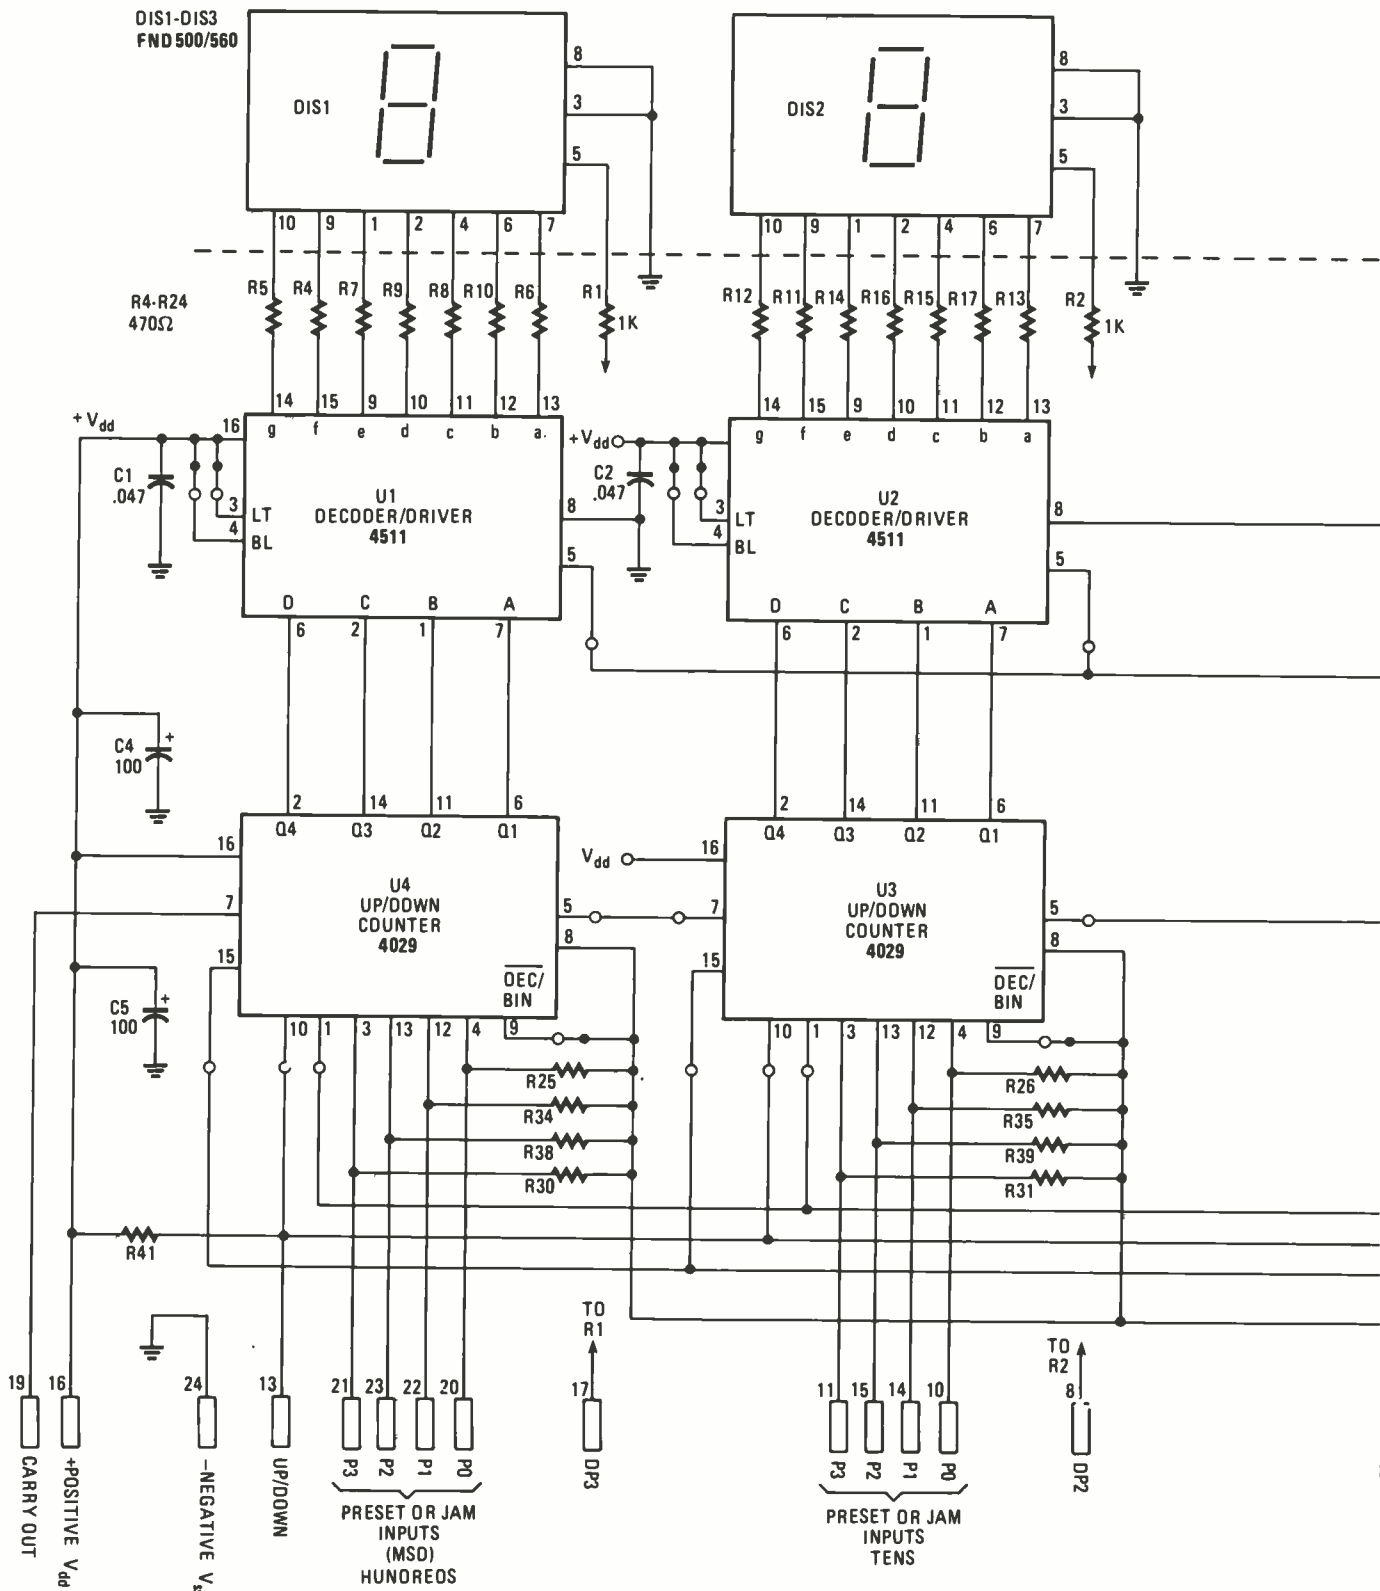 DIS1-DIS3
FND500/560
DIS1
8
3
5
10 9 1 2 4 6 7
DIS2
8
3
5
10 9 1 2 4 6 7
R4-R24
470Ω
R5 R4 R7 R9 R8 R10 R6 R1
1K
R12 R11 R14 R16 R15 R17 R13 R2
1K
14 15 9 10 11 12 13
g f e d c b a.
+Vdd
16
C1
.047
3 LT
4 BL
U1
DECODER/DRIVER
4511
8
5
D C B A
6 2 1 7
14 15 9 10 11 12 13
g f e d c b a
+Vdd
C2
.047
3 LT
4 BL
U2
DECODER/DRIVER
4511
8
5
D C B A
6 2 1 7
C4
100
+
2 14 11 6
Q4 Q3 Q2 Q1
16
7
15
U4
UP/DOWN
COUNTER
4029
5
8
DEC/
BIN
10 1 3 13 12 4 9
C5
100
+
2 14 11 6
Q4 Q3 Q2 Q1
Vdd
16
7
15
U3
UP/DOWN
COUNTER
4029
5
8
DEC/
BIN
10 1 3 13 12 4 9
R25
R34
R38
R30
R26
R35
R39
R31
R41
TO
R1
TO
R2
19 16 24 13 21 23 22 20 17 11 15 14 10 8
CARRY OUT
+POSITIVE Vdd
-NEGATIVE
UP/DOWN
P3 P2 P1 P0
DP3
P3 P2 P1 P0
DP2
PRESET OR JAM
INPUTS
(MSD)
HUNDREDS
PRESET OR JAM
INPUTS
TENS